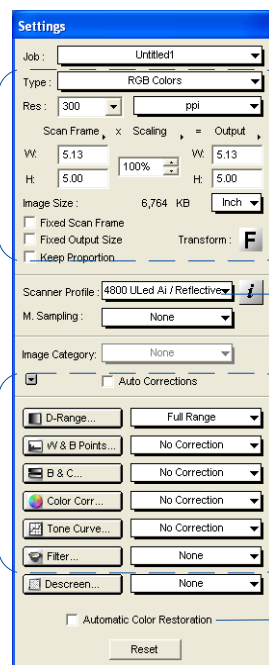 Settings
Job : Untitled1
Type : RGB Colors
Res : 300 ppi
Scan Frame x Scaling = Output
W: 5.13 100% W: 5.13
H: 5.00 H: 5.00
Image Size : 6,764 KB Inch
Fixed Scan Frame
Fixed Output Size Transform : F
Keep Proportion
Scanner Profile : 4800 ULed Ai / Reflective i
M. Sampling : None
Image Category: None
Auto Corrections
D-Range... Full Range
W & B Points... No Correction
B & C... No Correction
Color Corr... No Correction
Tone Curve... No Correction
Filter... None
Descreen... None
Automatic Color Restoration
Reset